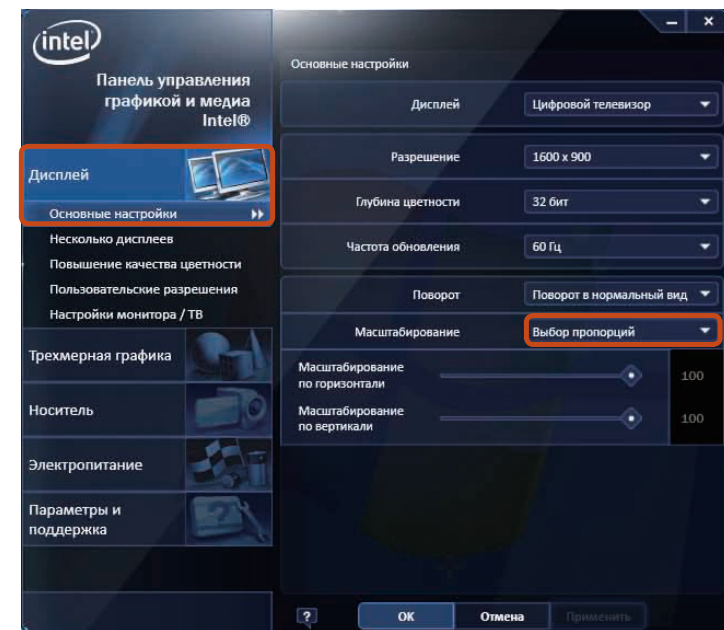 intel
Панель управления
графикой и медиа
Intel®
Дисплей
Основные настройки
Несколько дисплеев
Повышение качества цветности
Пользовательские разрешения
Настройки монитора / ТВ
Трехмерная графика
Носитель
Электропитание
Параметры и
поддержка
Основные настройки
Дисплей
Цифровой телевизор
Разрешение
1600 x 900
Глубина цветности
32 бит
Частота обновления
60 Гц
Поворот
Поворот в нормальный вид
Масштабирование
Выбор пропорций
Масштабирование
по горизонтали
100
Масштабирование
по вертикали
100
?
ОК
Отмена
Применить